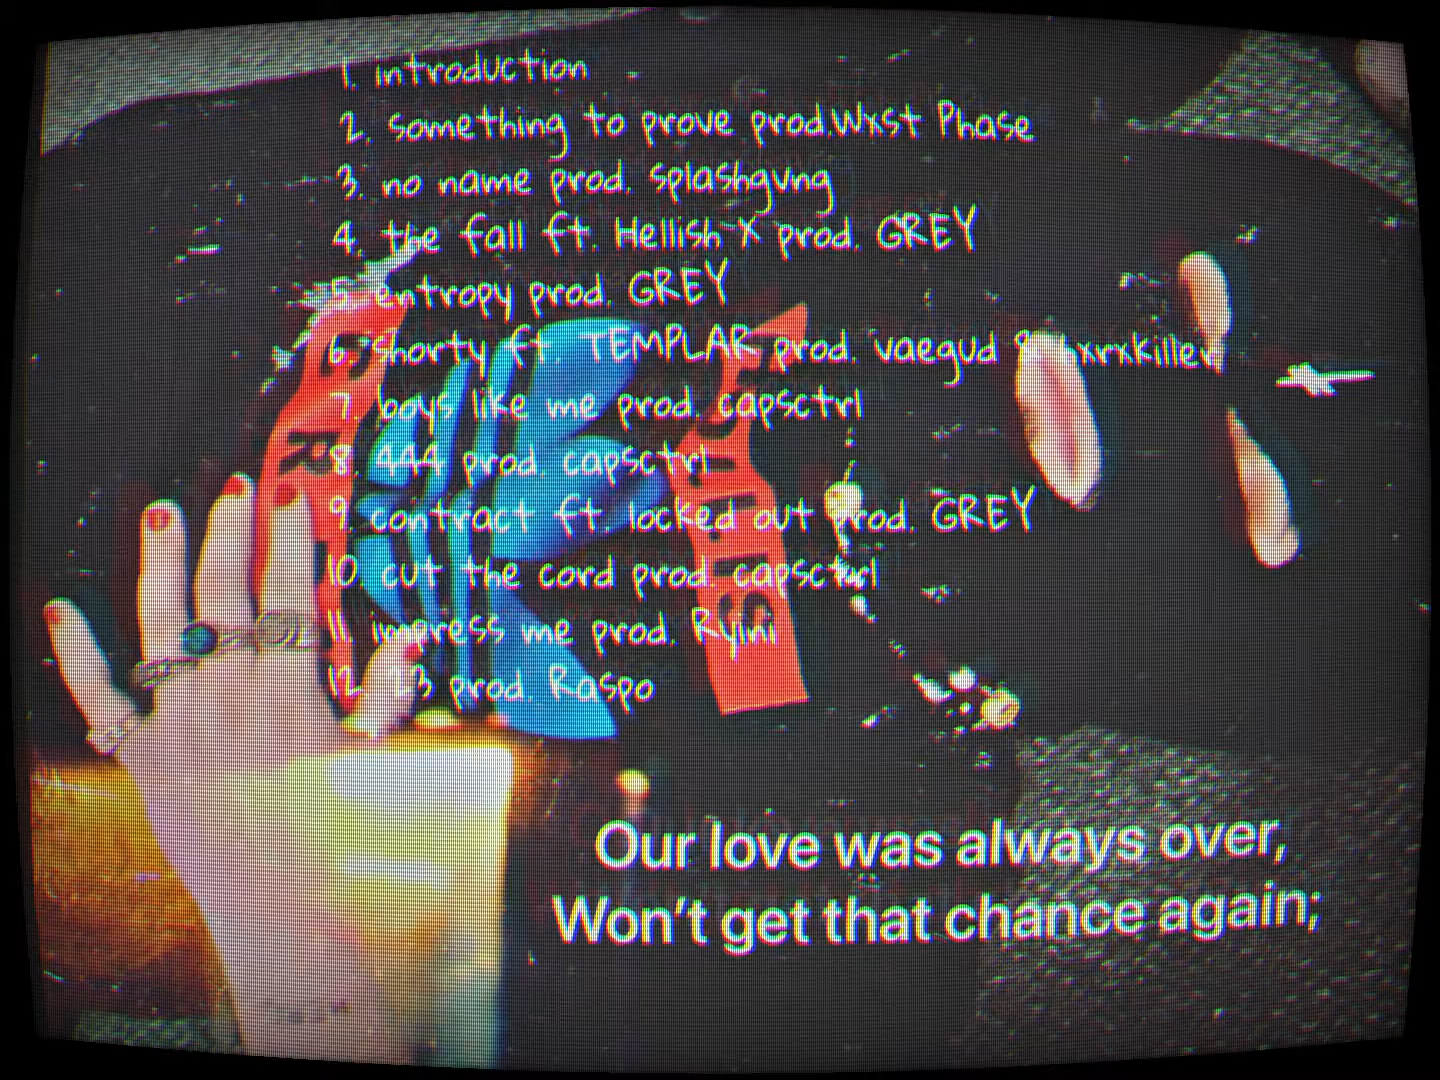 1. introduction
2. something to prove prod.Wxst Phase
3. no name prod. splashgvng
4. the fall ft. Hellish X prod. GREY
5. entropy prod. GREY
6. shorty ft. TEMPLAR prod. vaegud
7. boys like me prod. capsctrl
8. 444 prod. capsctrl
9. contract ft. locked out prod. GREY
10. cut the cord prod. capsctrl
11. impress me prod. Ryini
12. 23 prod. Raspo
Our love was always over,
Won't get that chance again;